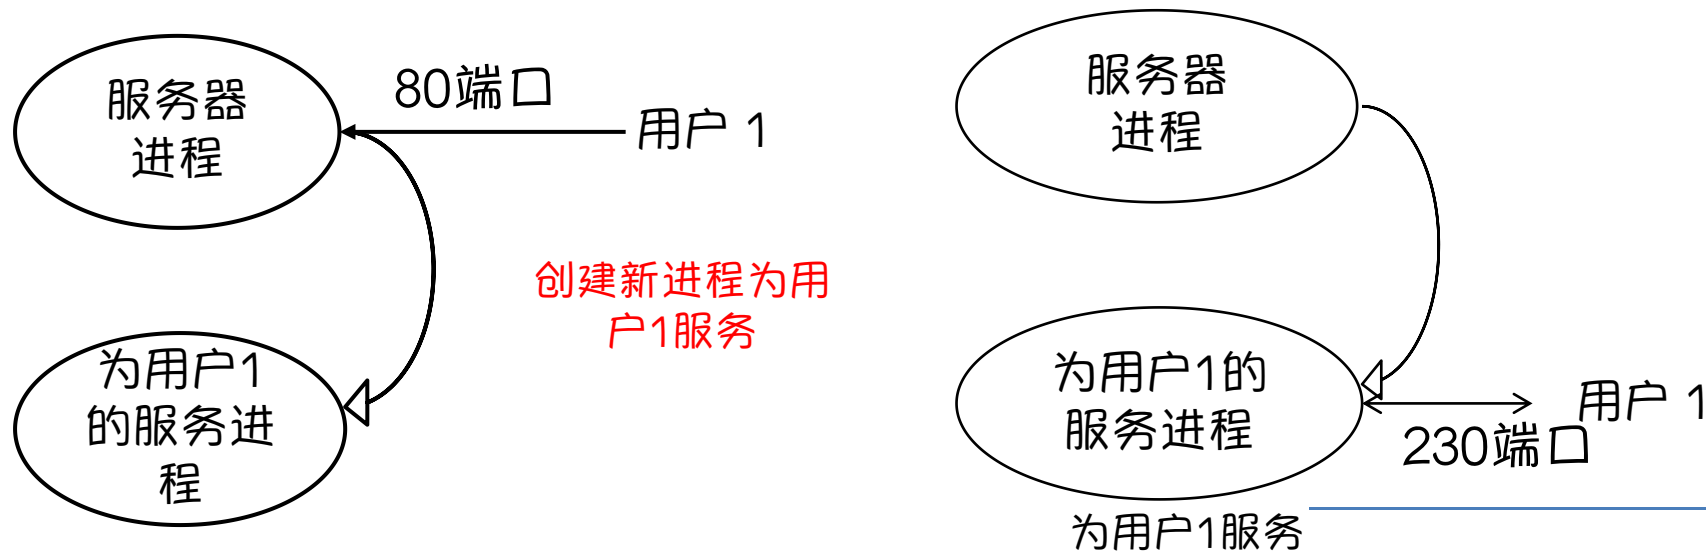 服务器
进程
80端口
用户 1
创建新进程为用
户1服务
为用户1
的服务进
程
服务器
进程
为用户1的
服务进程
用户 1
230端口
为用户1服务